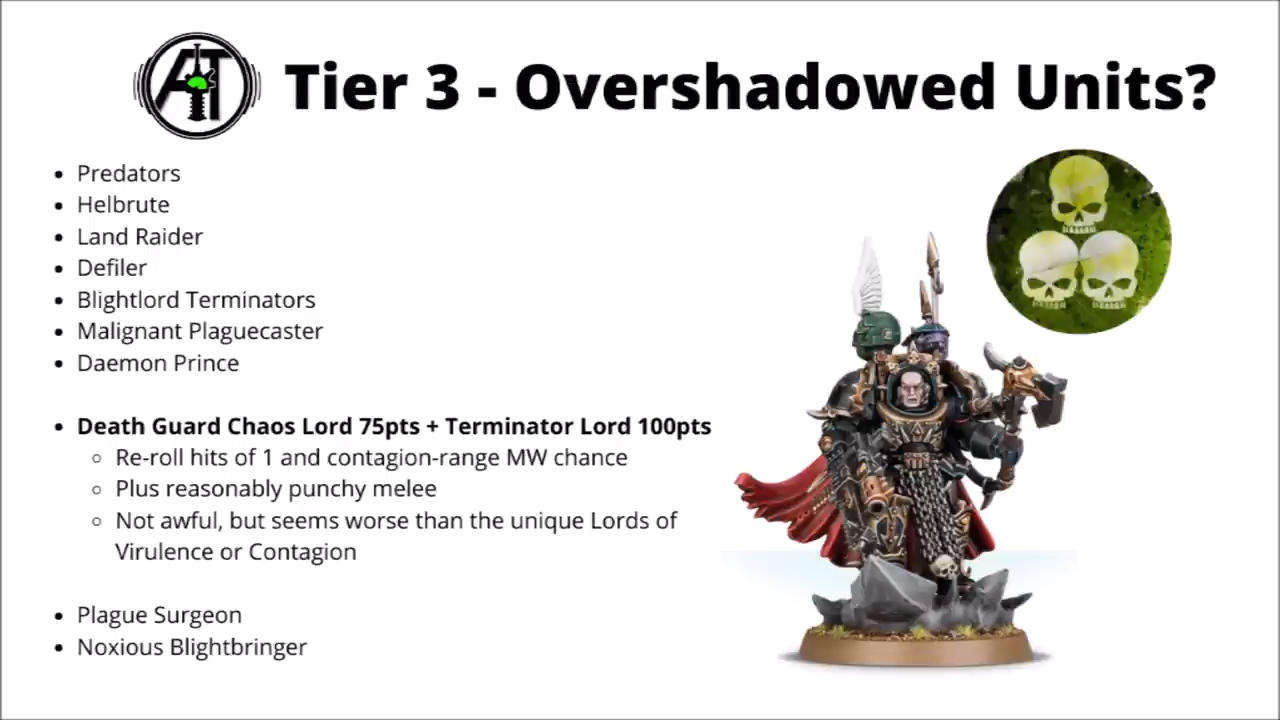 AT
Tier 3 - Overshadowed Units?
Predators
Helbrute
Land Raider
Defiler
Blightlord Terminators
Malignant Plaguecaster
Daemon Prince
Death Guard Chaos Lord 75pts + Terminator Lord 100pts
Re-roll hits of 1 and contagion-range MW chance
Plus reasonably punchy melee
Not awful, but seems worse than the unique Lords of
Virulence or Contagion
Plague Surgeon
Noxious Blightbringer